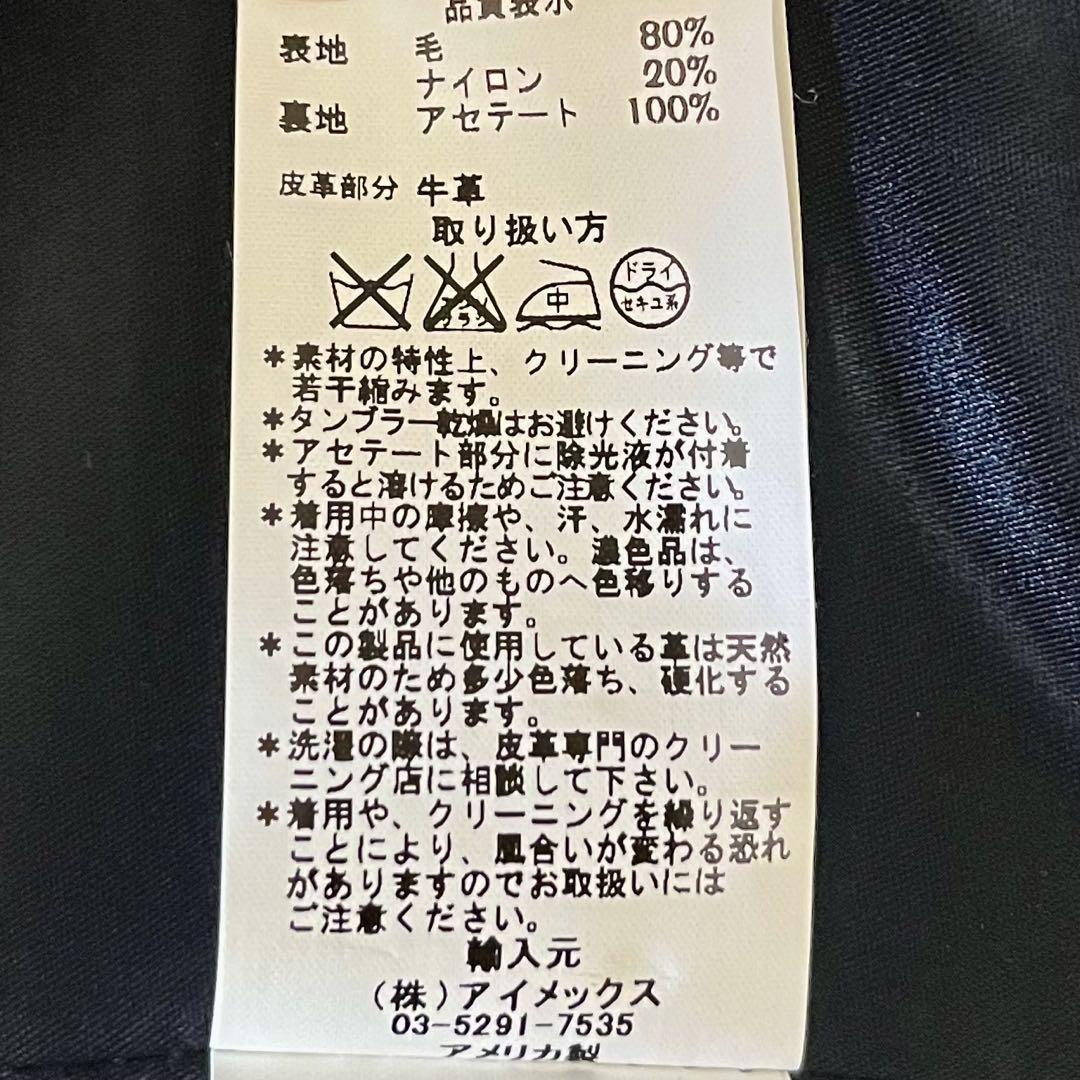 品質表示
表地 毛 80%
ナイロン 20%
裏地 アセテート 100%
皮革部分 牛革
取り扱い方
中 ドライ
セキユ系
*素材の特性上、クリーニング等で
若干縮みます。
*タンブラー乾燥はお避けください。
*アセテート部分に除光液が付着
すると溶けるためご注意ください。
*着用中の摩擦や、汗、水濡れに
注意してください。濃色品は、
色落ちや他のものへ色移りする
ことがあります。
*この製品に使用している革は天然
素材のため多少色落ち、硬化する
ことがあります。
*洗濯の際は、皮革専門のクリー
ニング店に相談して下さい。
*着用や、クリーニングを繰り返す
ことにより、風合いが変わる恐れ
がありますのでお取扱いには
ご注意ください。
輸入元
(株)アイメックス
03-5291-7535
アメリカ製